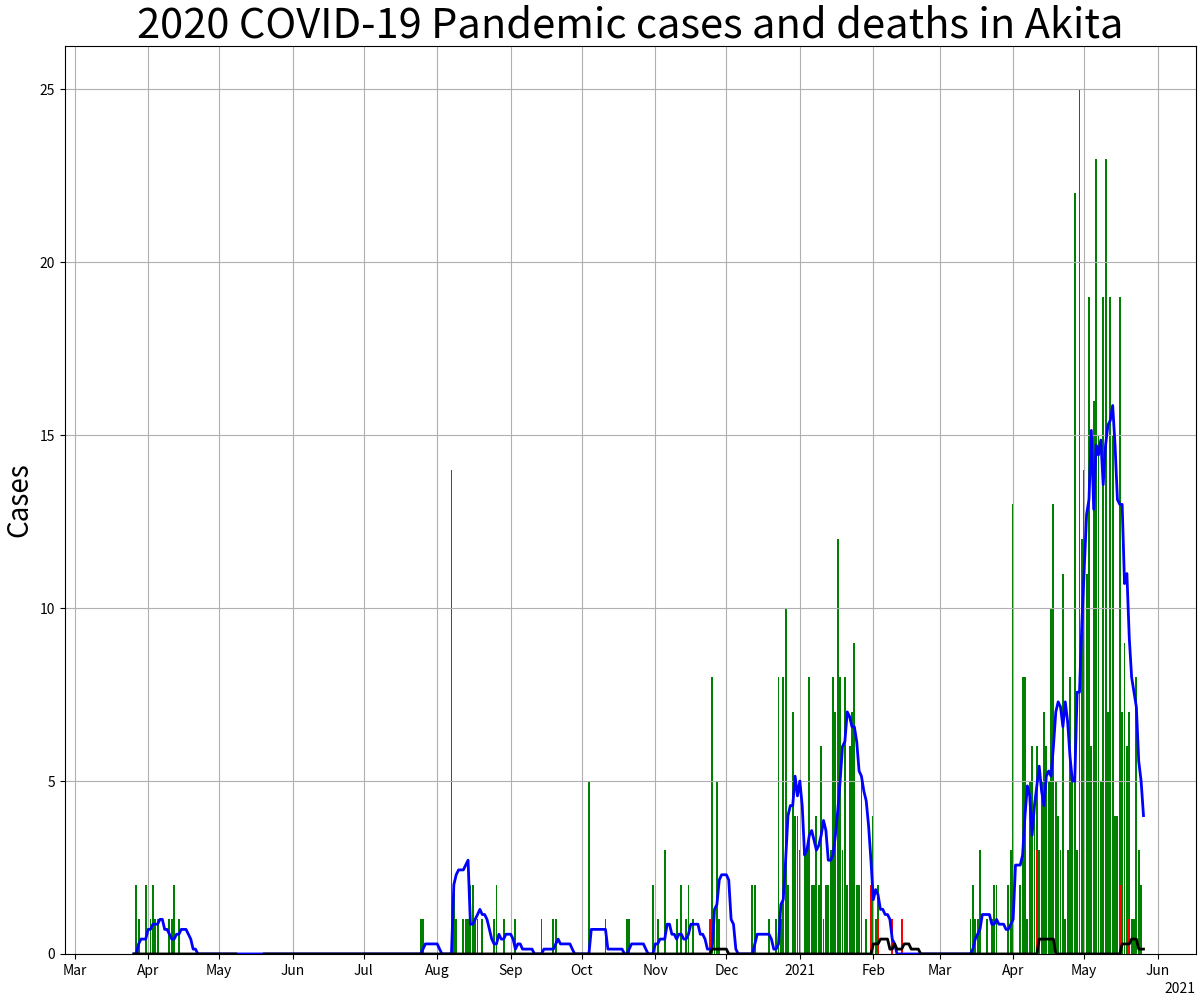 2020 COVID-19 Pandemic cases and deaths in Akita
Cases
25
20
15
10
5
0
Mar Apr May Jun Jul Aug Sep Oct Nov Dec 2021 Feb Mar Apr May Jun
2021